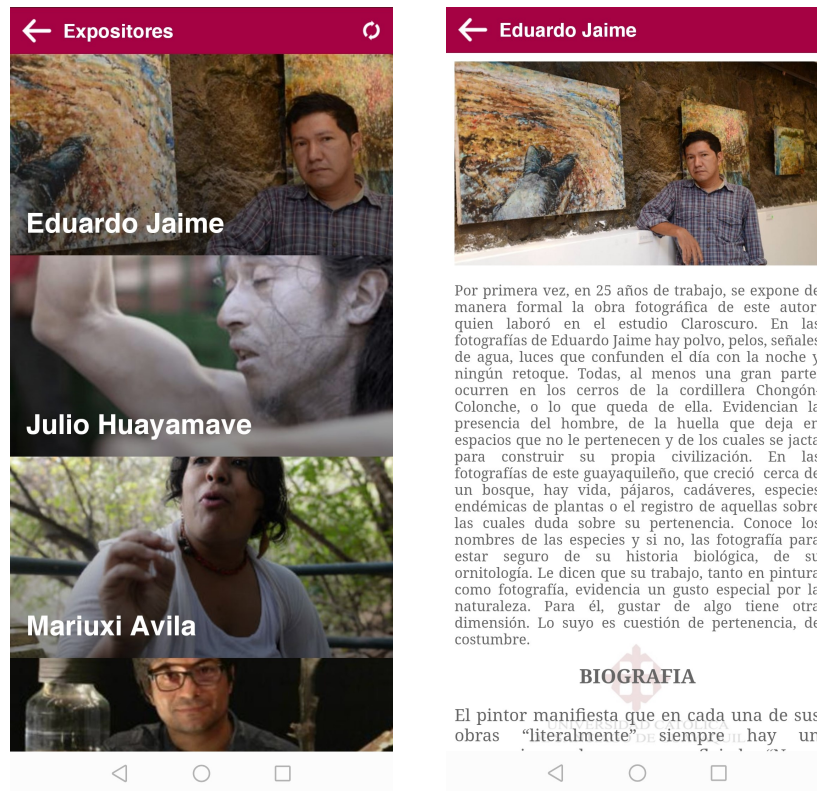 Expositores
Eduardo Jaime
Julio Huayamave
Mariuxi Avila
Eduardo Jaime
Por primera vez, en 25 años de trabajo, se expone de
manera formal la obra fotográfica de este autor
quien laboró en el estudio Claroscuro. En las
fotografías de Eduardo Jaime hay polvo, pelos, señales
de agua, luces que confunden el día con la noche y
ningún retoque. Todas, al menos una gran parte
ocurren en los cerros de la cordillera Chongón-
Colonche, o lo que queda de ella. Evidencian la
presencia del hombre, de la huella que deja en
espacios que no le pertenecen y de los cuales se jacta
para construir su propia civilización. En las
fotografías de este guayaquileño, que creció cerca de
un bosque, hay vida, pájaros, cadáveres, especies
endémicas de plantas o el registro de aquellas sobre
las cuales duda sobre su pertenencia. Conoce los
nombres de las especies y si no, las fotografía para
estar seguro de su historia biológica, de su
ornitología. Le dicen que su trabajo, tanto en pintura
como fotografía, evidencia un gusto especial por la
naturaleza. Para él, gustar de algo tiene otra
dimensión. Lo suyo es cuestión de pertenencia, de
costumbre.
BIOGRAFIA
UNIVERSIDAD CATÓLICA
El pintor manifiesta que en cada una de sus
obras “literalmente” siempre hay un